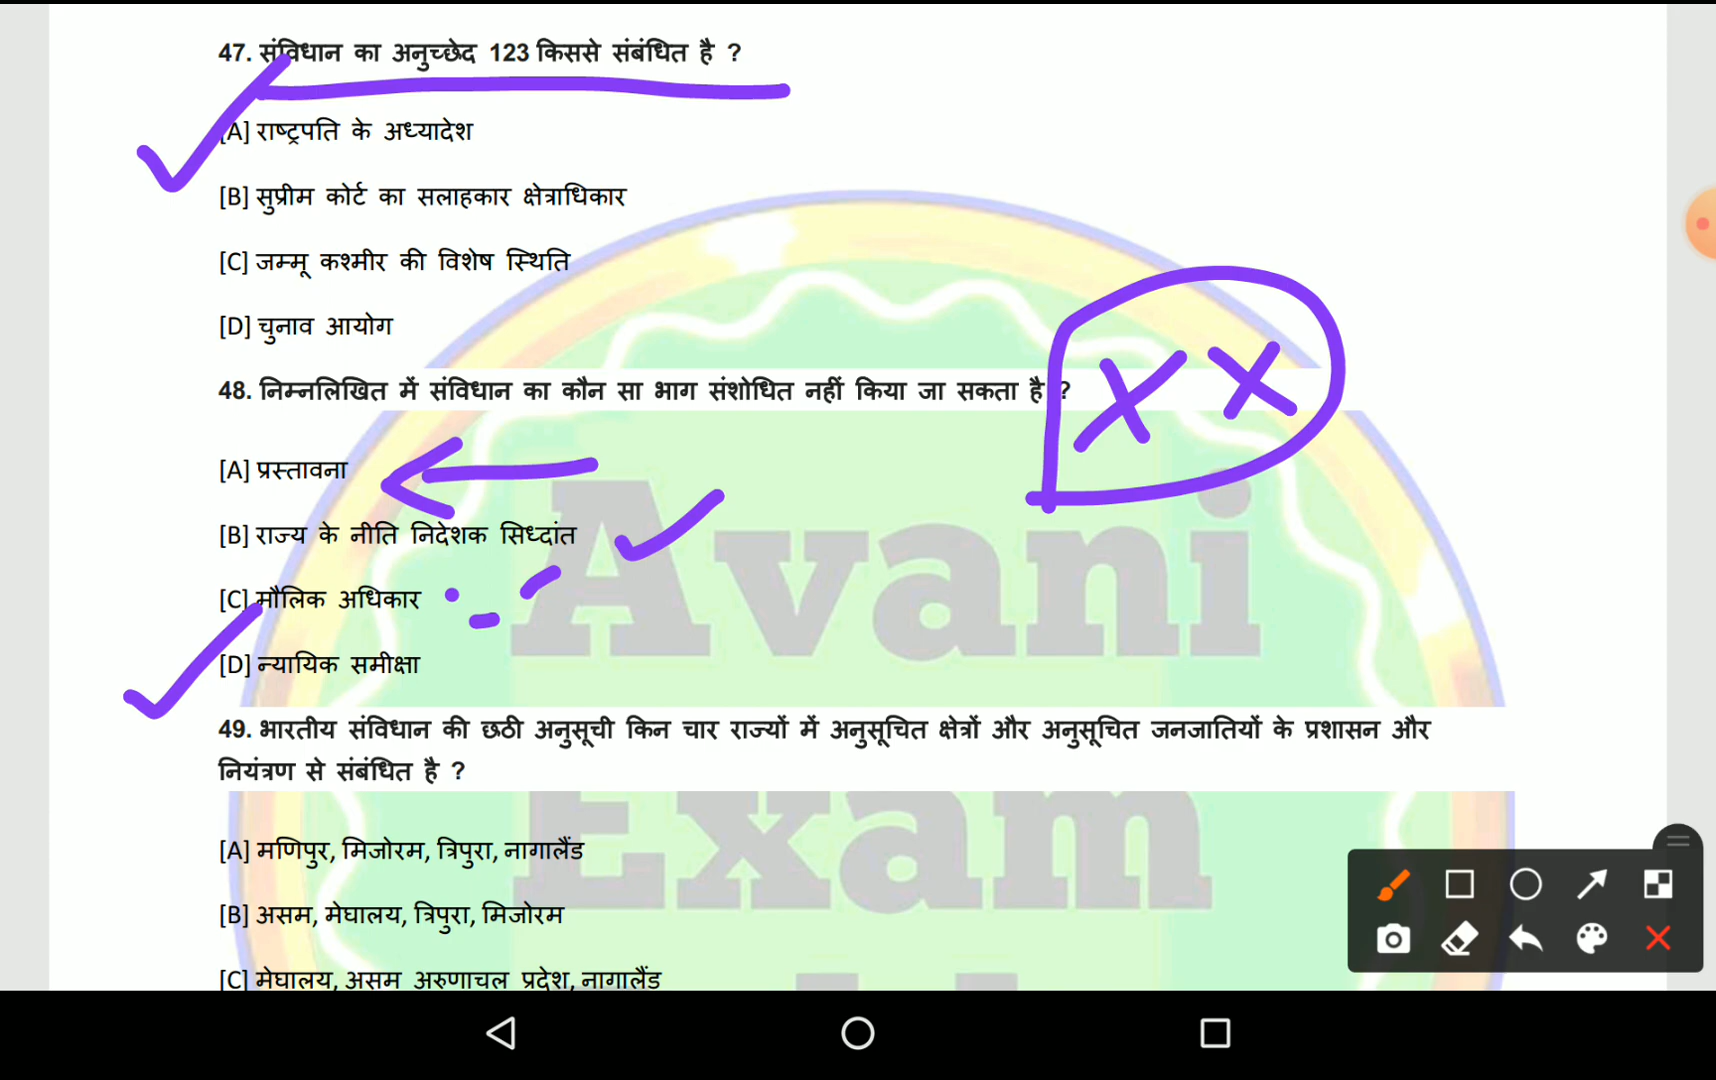 47. संविधान का अनुच्छेद 123 किससे संबंधित है ?
[A] राष्ट्रपति के अध्यादेश
[B] सुप्रीम कोर्ट का सलाहकार क्षेत्राधिकार
[C] जम्मू कश्मीर की विशेष स्थिति
[D] चुनाव आयोग
48. निम्नलिखित में संविधान का कौन सा भाग संशोधित नहीं किया जा सकता है ?
[A] प्रस्तावना
[B] राज्य के नीति निदेशक सिध्दांत
[C] मौलिक अधिकार
[D] न्यायिक समीक्षा
49. भारतीय संविधान की छठी अनुसूची किन चार राज्यों में अनुसूचित क्षेत्रों और अनुसूचित जनजातियों के प्रशासन और
नियंत्रण से संबंधित है ?
[A] मणिपुर, मिजोरम, त्रिपुरा, नागालैंड
[B] असम, मेघालय, त्रिपुरा, मिजोरम
[C] मेघालय, असम अरुणाचल प्रदेश, नागालैंड
Avani
Exam